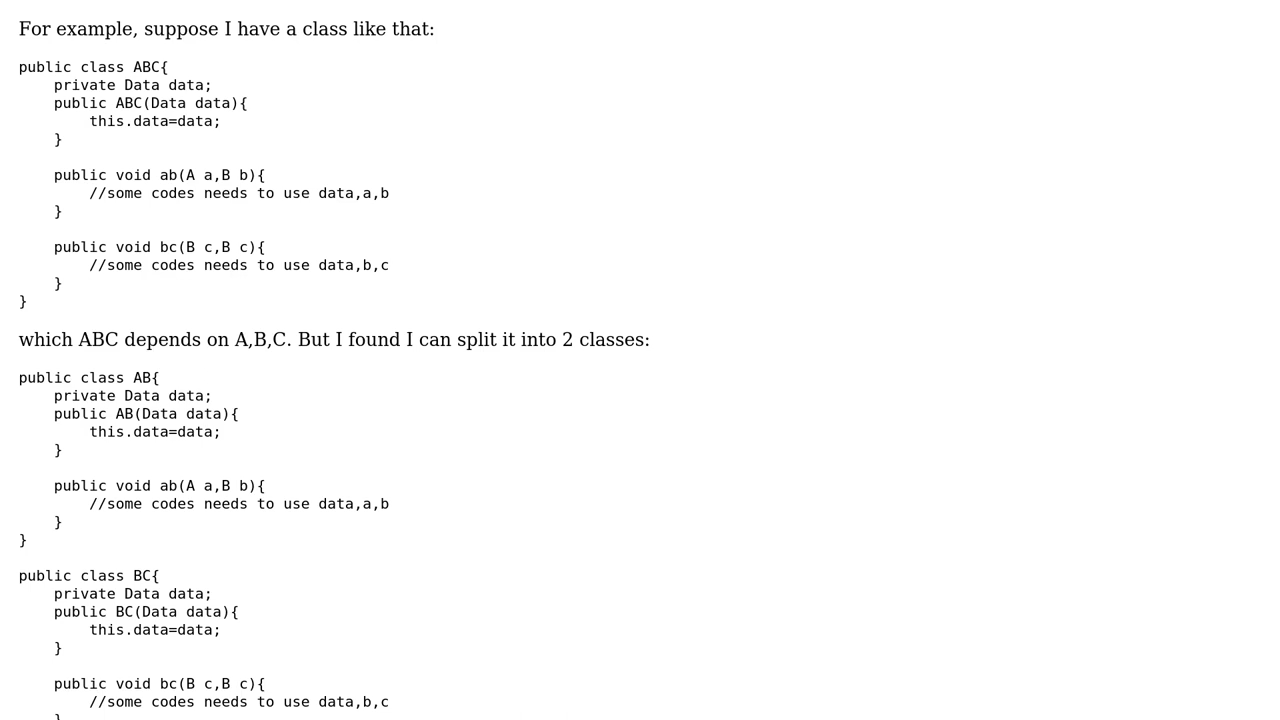 For example, suppose I have a class like that:
public class ABC{
    private Data data;
    public ABC(Data data){
        this.data=data;
    }
    public void ab(A a,B b){
        //some codes needs to use data,a,b
    }
    public void bc(B c,B c){
        //some codes needs to use data,b,c
    }
}
which ABC depends on A,B,C. But I found I can split it into 2 classes:
public class AB{
    private Data data;
    public AB(Data data){
        this.data=data;
    }
    public void ab(A a,B b){
        //some codes needs to use data,a,b
    }
}
public class BC{
    private Data data;
    public BC(Data data){
        this.data=data;
    }
    public void bc(B c,B c){
        //some codes needs to use data,b,c
    }